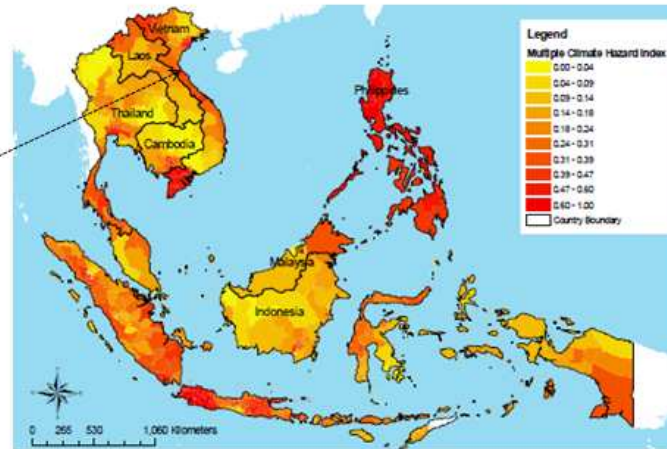 Legend
Multiple Climate Hazard Index
0.00 - 0.04
0.04 - 0.09
0.09 - 0.14
0.14 - 0.18
0.18 - 0.24
0.24 - 0.31
0.31 - 0.39
0.39 - 0.47
0.47 - 0.60
0.60 - 1.00
Country Boundary
Vietnam
Laos
Thailand
Cambodia
Philippines
Malaysia
Indonesia
0 265 530 1,060 Kilometers